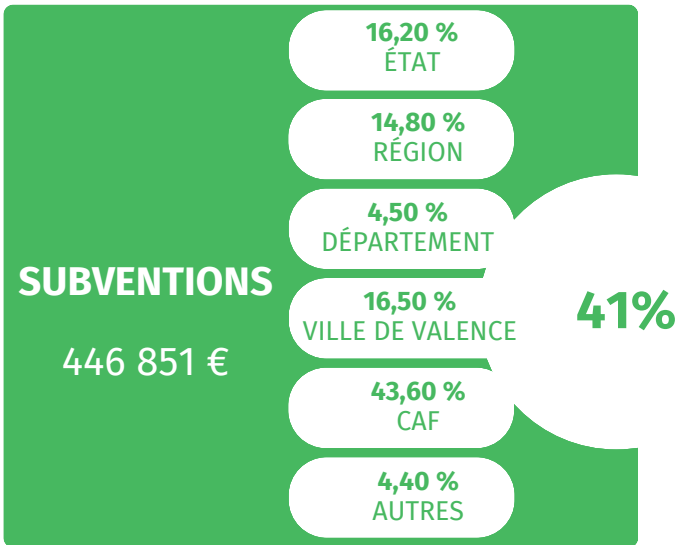 SUBVENTIONS
446 851 €
16,20 %
ÉTAT
14,80 %
RÉGION
4,50 %
DÉPARTEMENT
16,50 %
VILLE DE VALENCE
43,60 %
CAF
4,40 %
AUTRES
41%